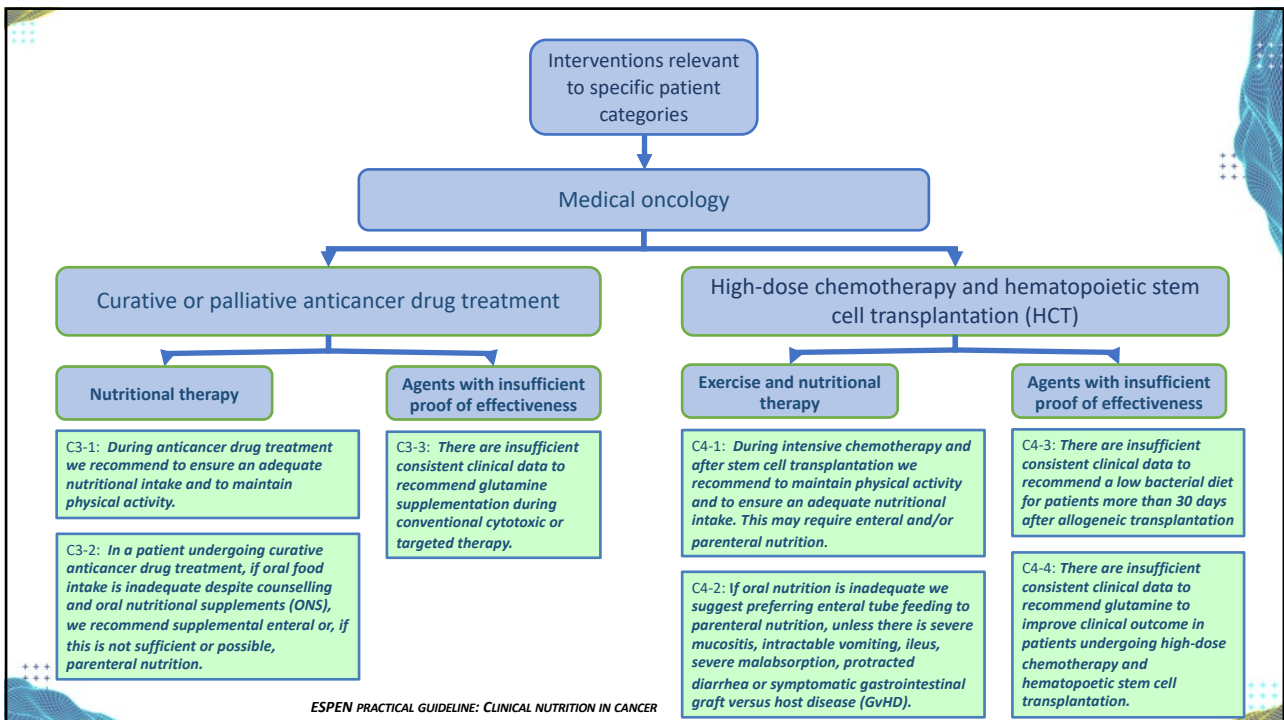 Interventions relevant
to specific patient
categories
Medical oncology
Curative or palliative anticancer drug treatment
High-dose chemotherapy and hematopoietic stem
cell transplantation (HCT)
Nutritional therapy
Agents with insufficient
proof of effectiveness
Exercise and nutritional
therapy
Agents with insufficient
proof of effectiveness
C3-1: During anticancer drug treatment
we recommend to ensure an adequate
nutritional intake and to maintain
physical activity.
C3-2: In a patient undergoing curative
anticancer drug treatment, if oral food
intake is inadequate despite counselling
and oral nutritional supplements (ONS),
we recommend supplemental enteral or, if
this is not sufficient or possible,
parenteral nutrition.
C3-3: There are insufficient
consistent clinical data to
recommend glutamine
supplementation during
conventional cytotoxic or
targeted therapy.
C4-1: During intensive chemotherapy and
after stem cell transplantation we
recommend to maintain physical activity
and to ensure an adequate nutritional
intake. This may require enteral and/or
parenteral nutrition.
C4-2: If oral nutrition is inadequate we
suggest preferring enteral tube feeding to
parenteral nutrition, unless there is severe
mucositis, intractable vomiting, ileus,
severe malabsorption, protracted
diarrhea or symptomatic gastrointestinal
graft versus host disease (GvHD).
C4-3: There are insufficient
consistent clinical data to
recommend a low bacterial diet
for patients more than 30 days
after allogeneic transplantation
C4-4: There are insufficient
consistent clinical data to
recommend glutamine to
improve clinical outcome in
patients undergoing high-dose
chemotherapy and
hematopoetic stem cell
transplantation.
ESPEN PRACTICAL GUIDELINE: CLINICAL NUTRITION IN CANCER